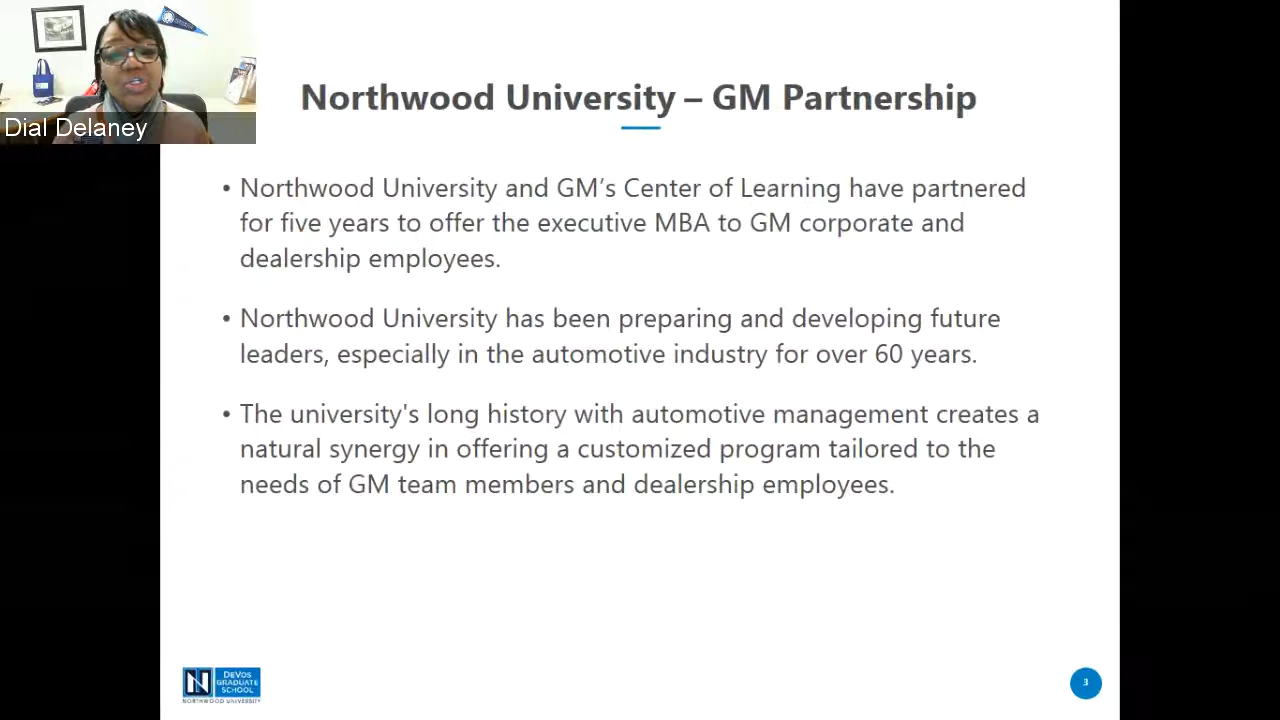 Dial Delaney
Northwood University – GM Partnership
• Northwood University and GM’s Center of Learning have partnered
for five years to offer the executive MBA to GM corporate and
dealership employees.
• Northwood University has been preparing and developing future
leaders, especially in the automotive industry for over 60 years.
• The university's long history with automotive management creates a
natural synergy in offering a customized program tailored to the
needs of GM team members and dealership employees.
N
DEVOS
GRADUATE
SCHOOL
NORTHWOOD UNIVERSITY
3